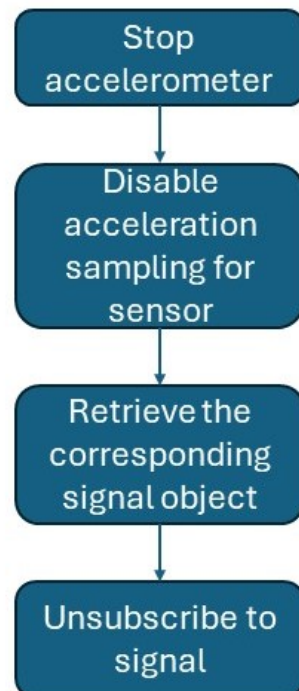 Stop
accelerometer
Disable
acceleration
sampling for
sensor
Retrieve the
corresponding
signal object
Unsubscribe to
signal